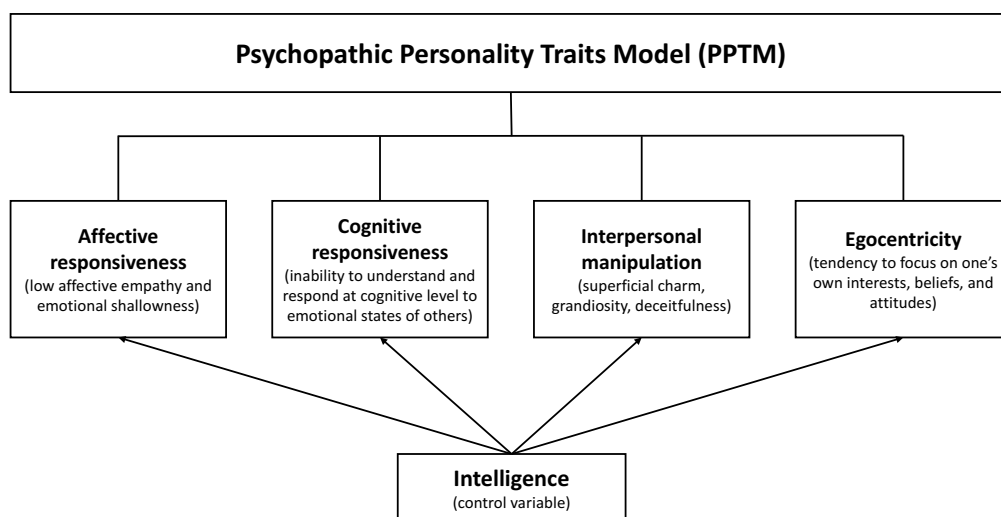 Psychopathic Personality Traits Model (PPTM)
Affective
responsiveness
(low affective empathy and
emotional shallowness)
Cognitive
responsiveness
(inability to understand and
respond at cognitive level to
emotional states of others)
Interpersonal
manipulation
(superficial charm,
grandiosity, deceitfulness)
Egocentricity
(tendency to focus on one’s
own interests, beliefs, and
attitudes)
Intelligence
(control variable)